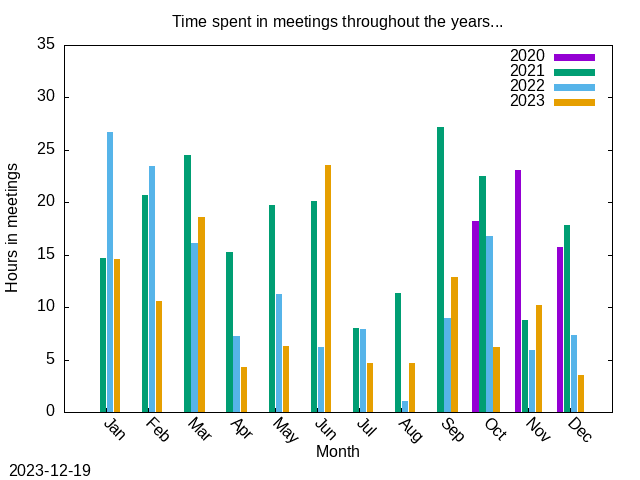 Time spent in meetings throughout the years...
35
30
25
20
15
10
5
0
Hours in meetings
2020
2021
2022
2023
Jan
Feb
Mar
Apr
May
Jun
Jul
Aug
Sep
Oct
Nov
Dec
Month
2023-12-19